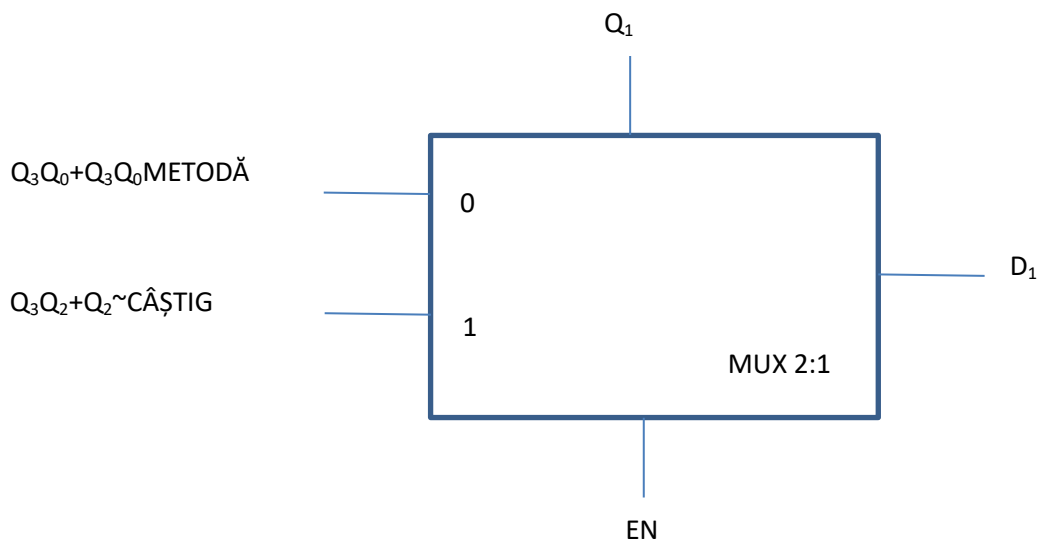 Q₁
Q₃Q₀+Q₃Q₀METODĂ
0
D₁
Q₃Q₂+Q₂~CÂȘTIG
1
MUX 2:1
EN